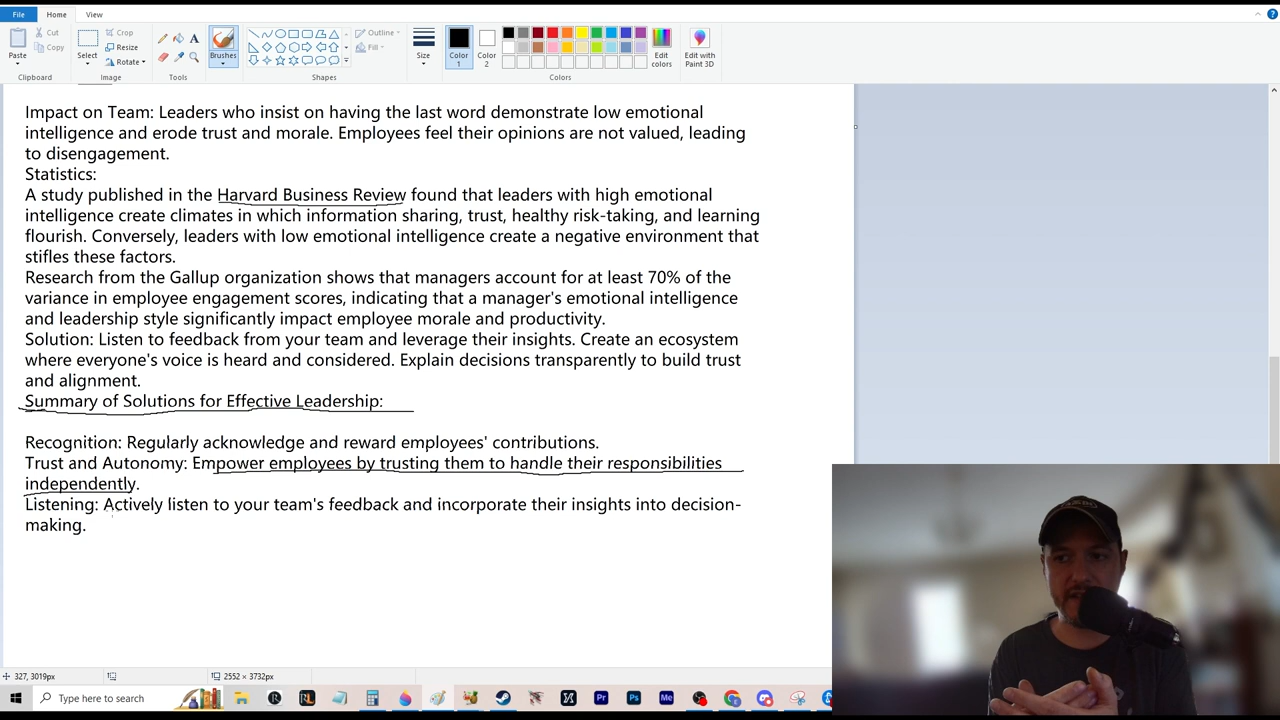 File
Home
View
Paste
Cut
Copy
Clipboard
Select
Crop
Resize
Rotate
Image
Tools
Brushes
Outline
Fill
Shapes
Size
Color
1
Color
2
Edit
colors
Colors
Edit with
Paint 3D
Impact on Team: Leaders who insist on having the last word demonstrate low emotional
intelligence and erode trust and morale. Employees feel their opinions are not valued, leading
to disengagement.
Statistics:
A study published in the Harvard Business Review found that leaders with high emotional
intelligence create climates in which information sharing, trust, healthy risk-taking, and learning
flourish. Conversely, leaders with low emotional intelligence create a negative environment that
stifles these factors.
Research from the Gallup organization shows that managers account for at least 70% of the
variance in employee engagement scores, indicating that a manager's emotional intelligence
and leadership style significantly impact employee morale and productivity.
Solution: Listen to feedback from your team and leverage their insights. Create an ecosystem
where everyone's voice is heard and considered. Explain decisions transparently to build trust
and alignment.
Summary of Solutions for Effective Leadership:
Recognition: Regularly acknowledge and reward employees' contributions.
Trust and Autonomy: Empower employees by trusting them to handle their responsibilities
independently.
Listening: Actively listen to your team's feedback and incorporate their insights into decision-
making.
327, 3019px
2552 × 3732px
Type here to search
Pr
Ps
Me